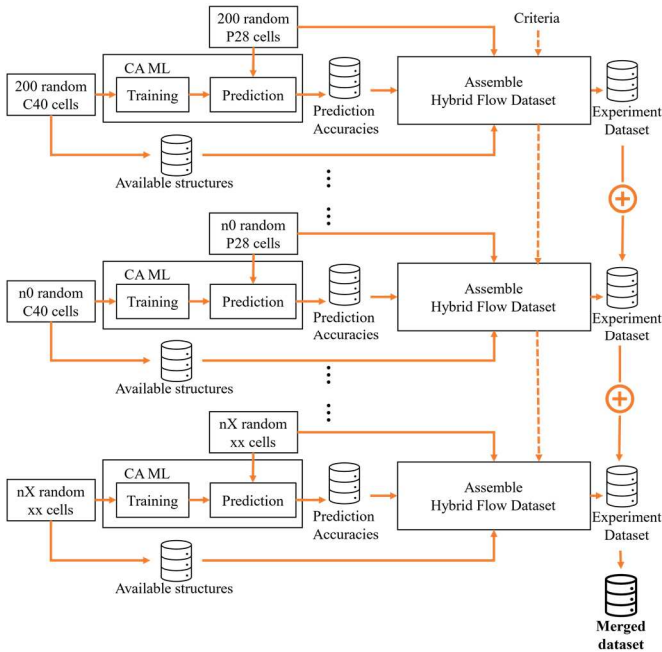 200 random
P28 cells
Criteria
CA ML
200 random
C40 cells
Training
Prediction
Prediction
Accuracies
Assemble
Hybrid Flow Dataset
Experiment
Dataset
Available structures
n0 random
P28 cells
CA ML
n0 random
C40 cells
Training
Prediction
Prediction
Accuracies
Assemble
Hybrid Flow Dataset
Experiment
Dataset
Available structures
nX random
xx cells
CA ML
nX random
xx cells
Training
Prediction
Prediction
Accuracies
Assemble
Hybrid Flow Dataset
Experiment
Dataset
Available structures
Merged
dataset